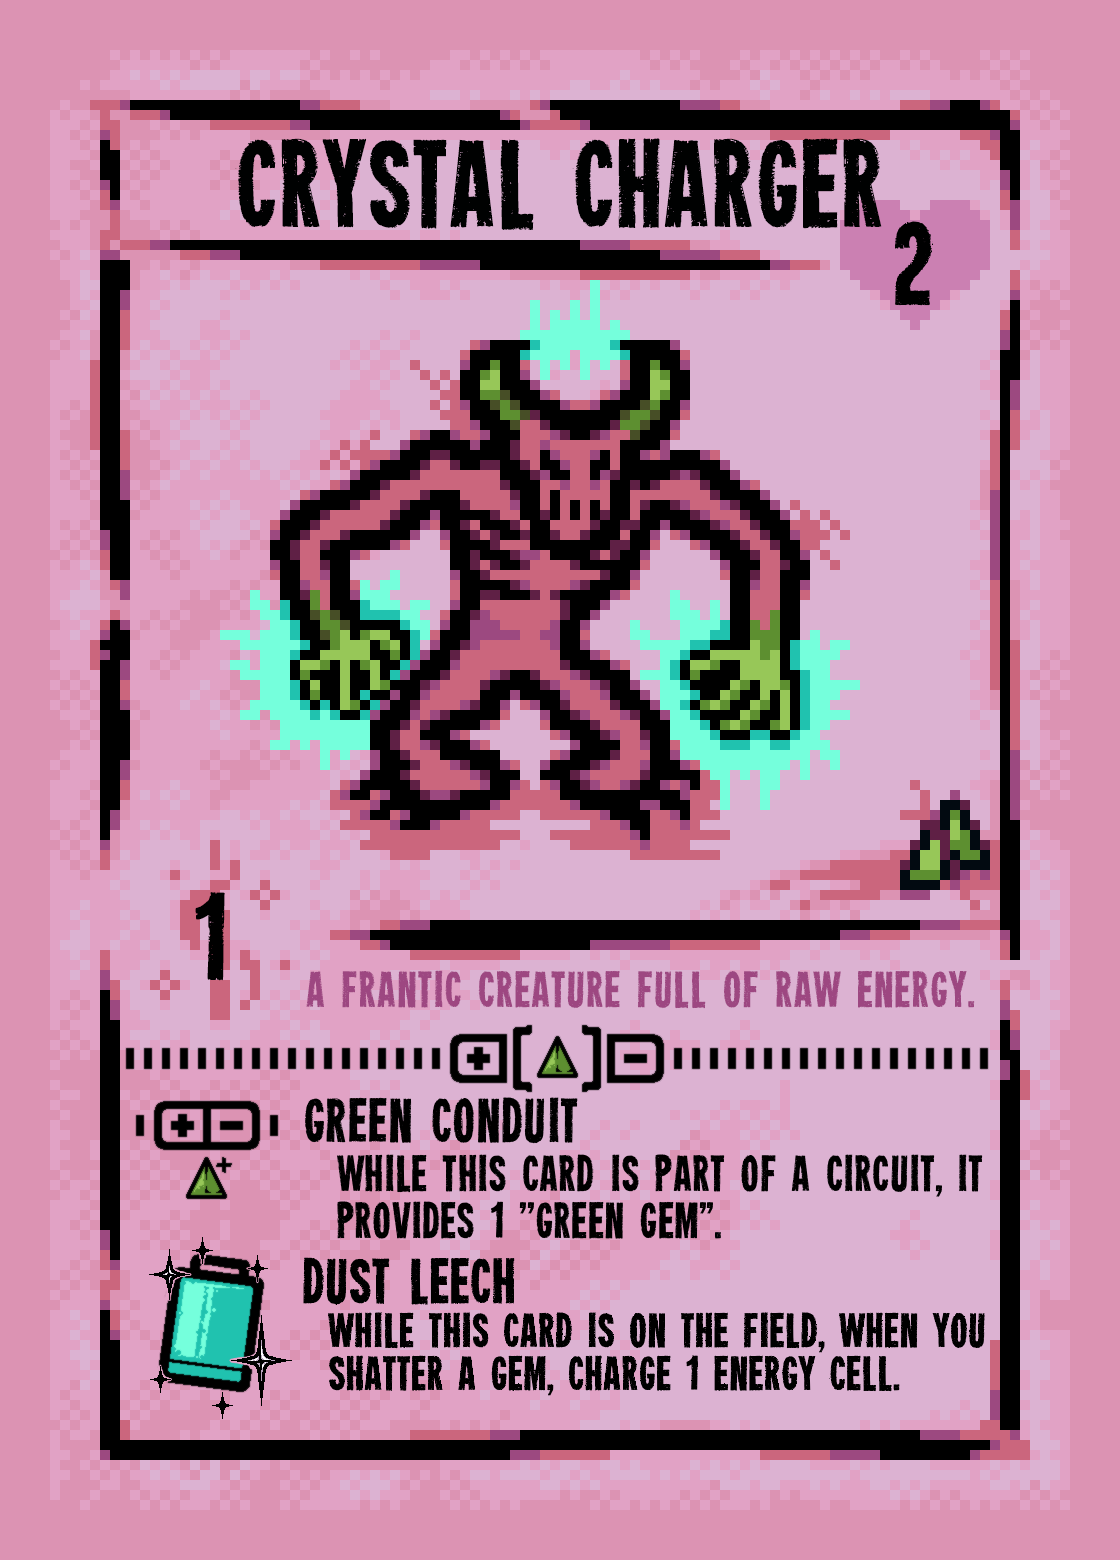 CRYSTAL CHARGER
2
1
A FRANTIC CREATURE FULL OF RAW ENERGY.
GREEN CONDUIT
WHILE THIS CARD IS PART OF A CIRCUIT, IT
PROVIDES 1 ”GREEN GEM”.
DUST LEECH
WHILE THIS CARD IS ON THE FIELD, WHEN YOU
SHATTER A GEM, CHARGE 1 ENERGY CELL.